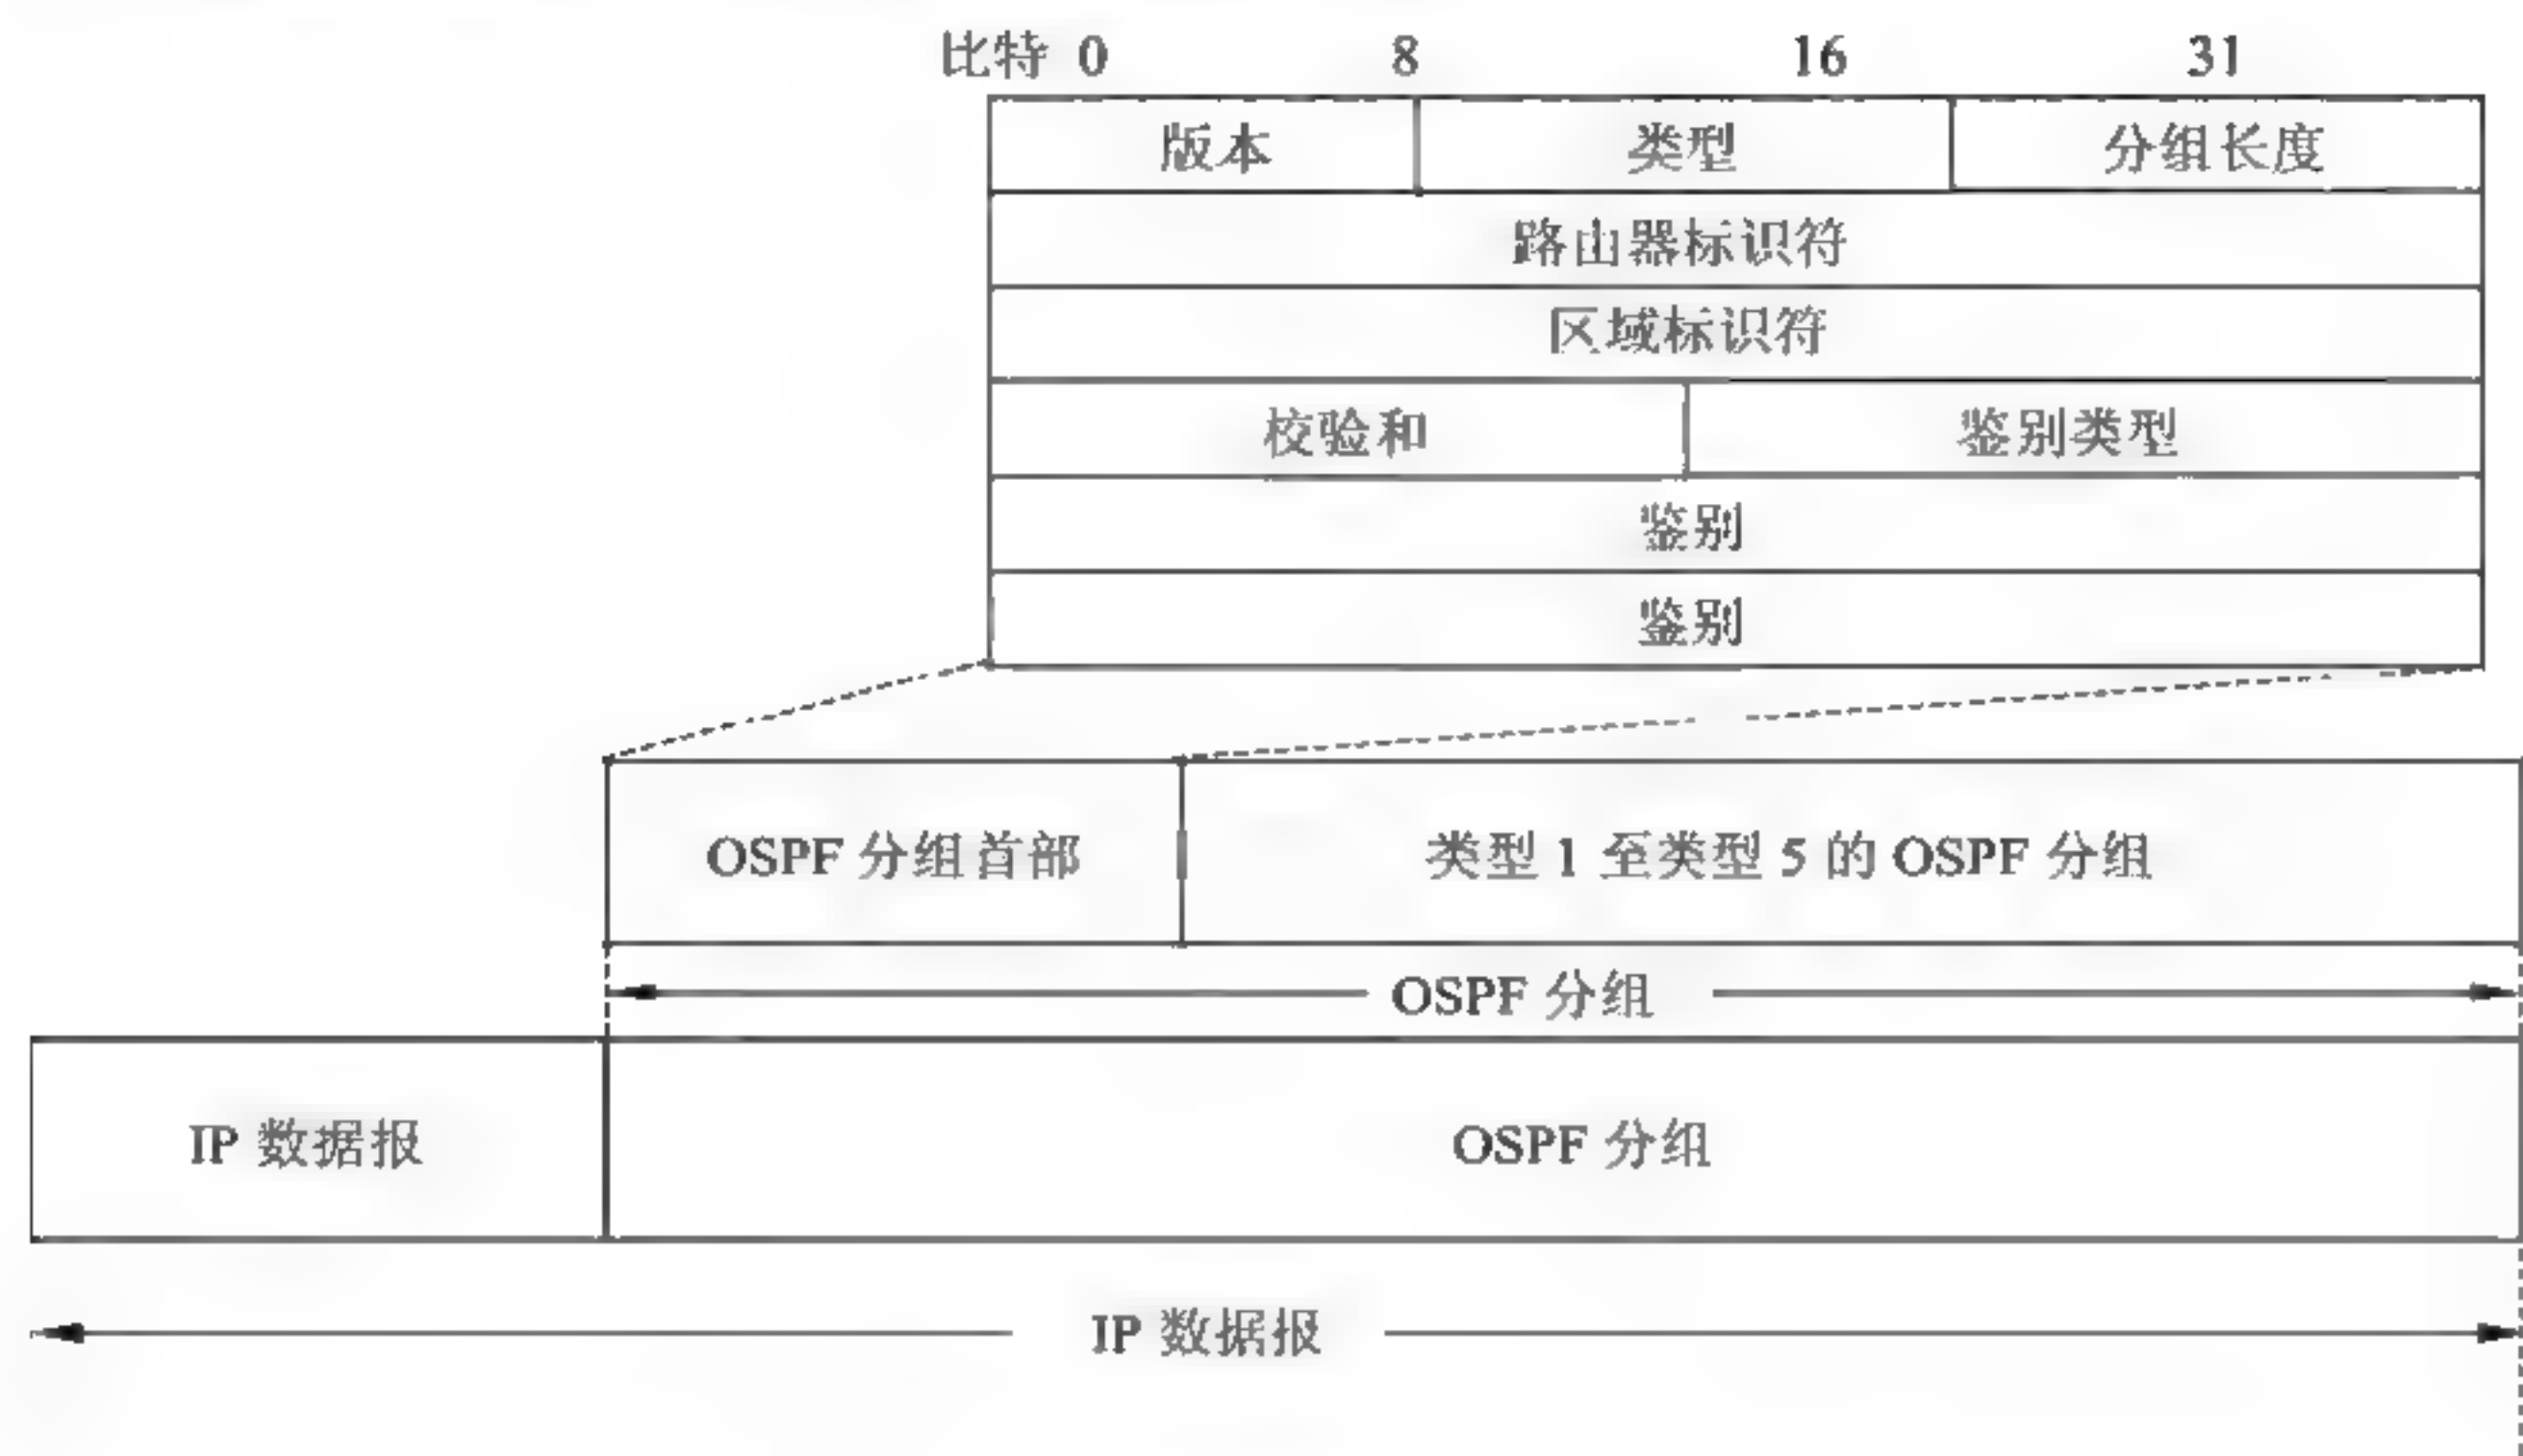 比特 0 8 16 31
版本 类型 分组长度
路由器标识符
区域标识符
校验和 鉴别类型
鉴别
鉴别
OSPF 分组首部 类型 1 至类型 5 的 OSPF 分组
OSPF 分组
IP 数据报 OSPF 分组
IP 数据报